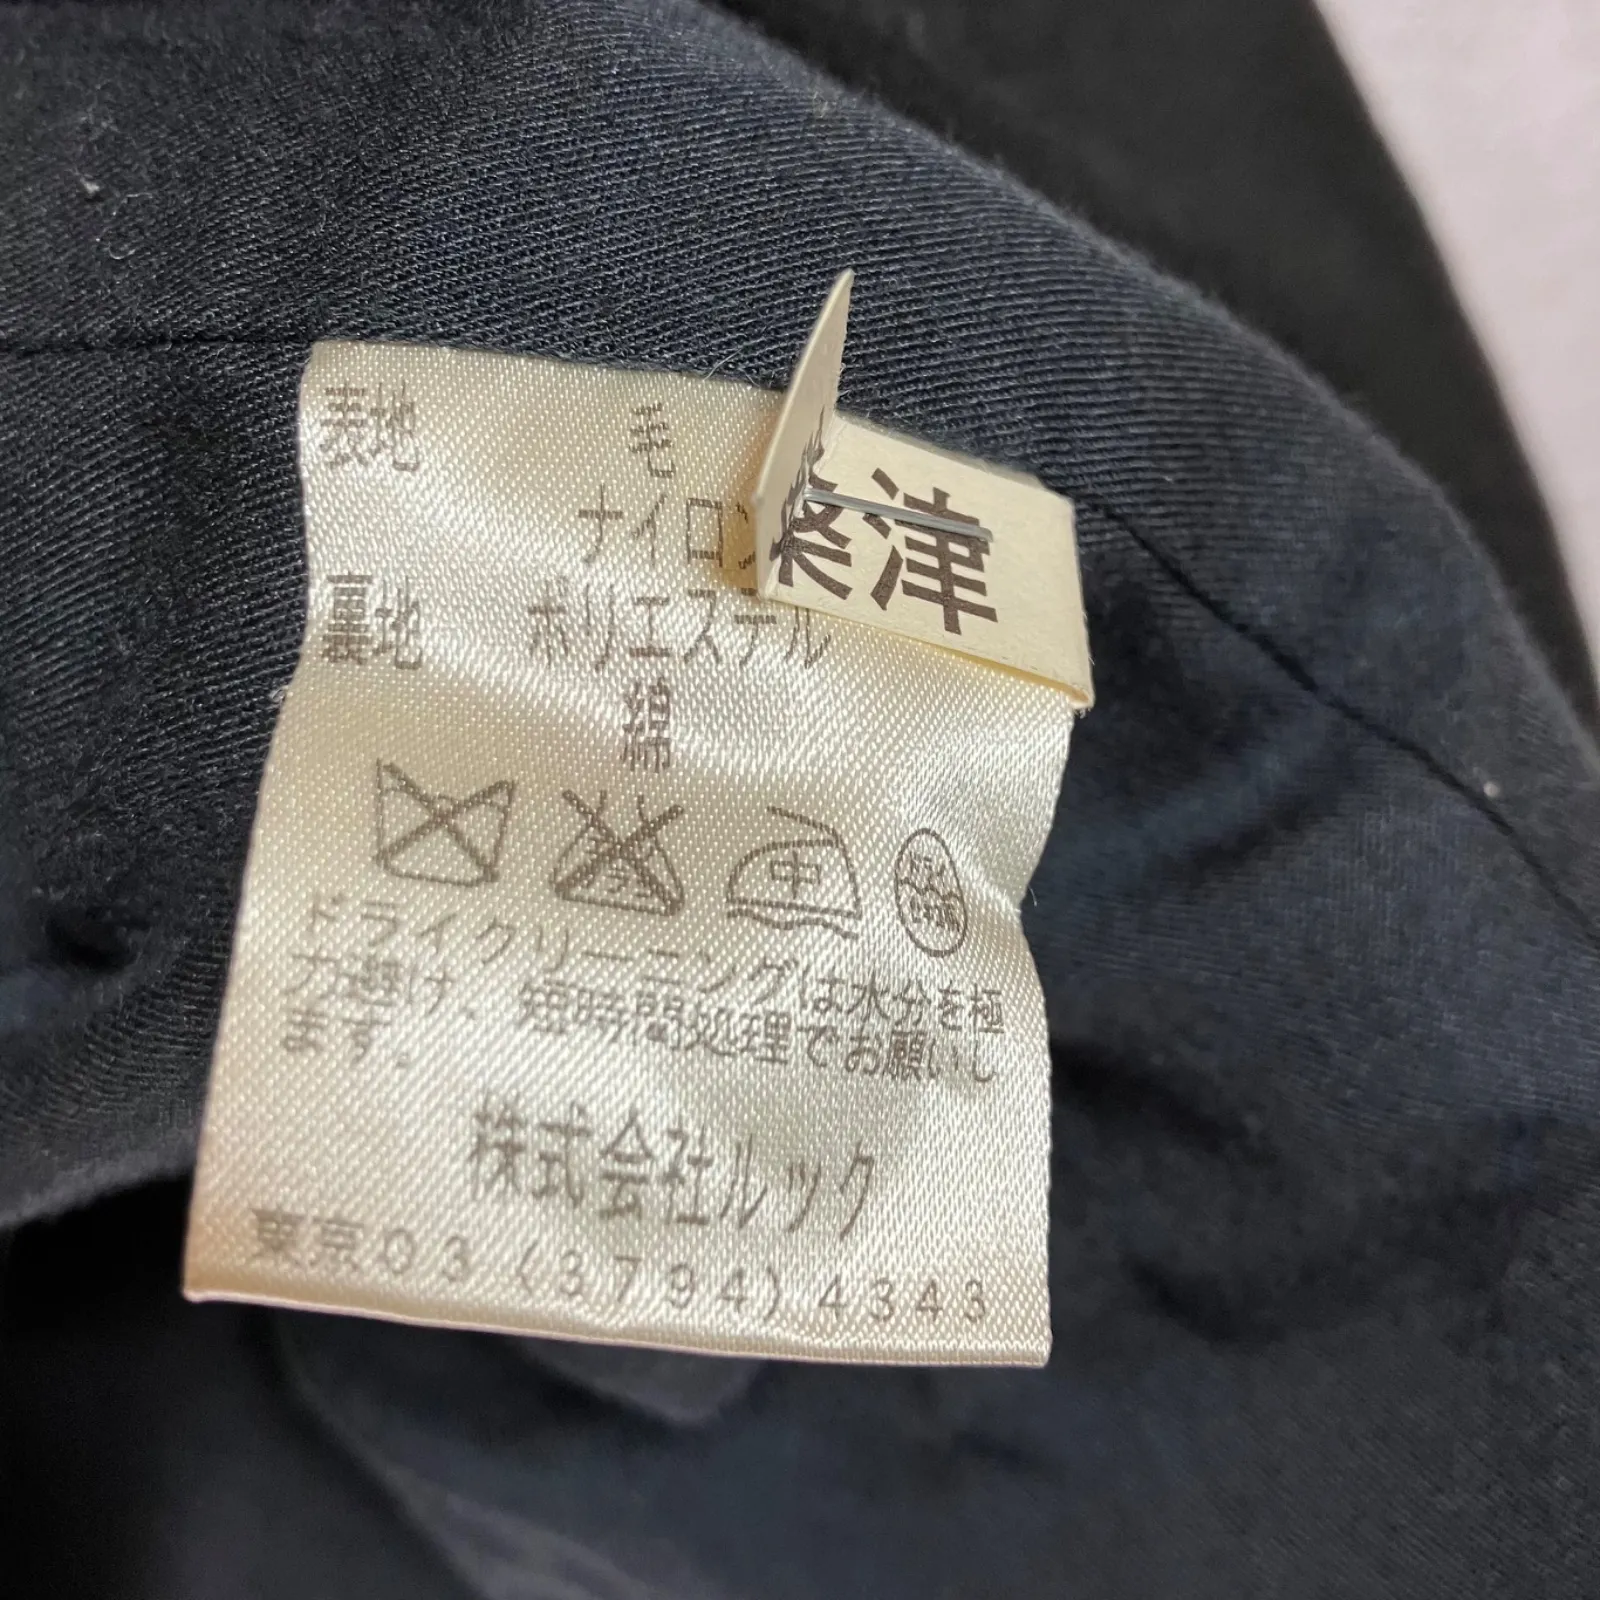 表地 毛
ナイロン
裏地 ポリエステル
綿
桑津
中
ドライクリーニングは水分を極
力避け、短時間処理でお願いし
ます。
株式会社ルック
東京03(3794)4343